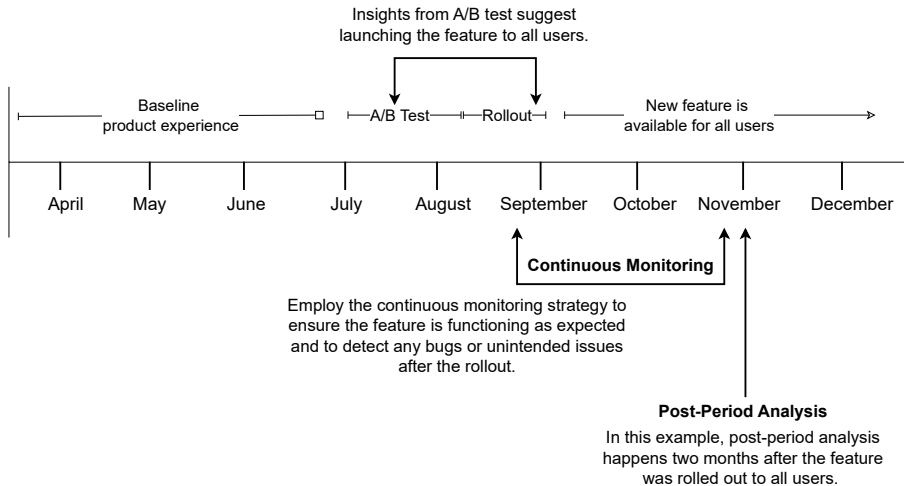 Insights from A/B test suggest
launching the feature to all users.
Baseline
product experience
A/B Test
Rollout
New feature is
available for all users
April
May
June
July
August
September
October
November
December
Continuous Monitoring
Employ the continuous monitoring strategy to
ensure the feature is functioning as expected
and to detect any bugs or unintended issues
after the rollout.
Post-Period Analysis
In this example, post-period analysis
happens two months after the feature
was rolled out to all users.